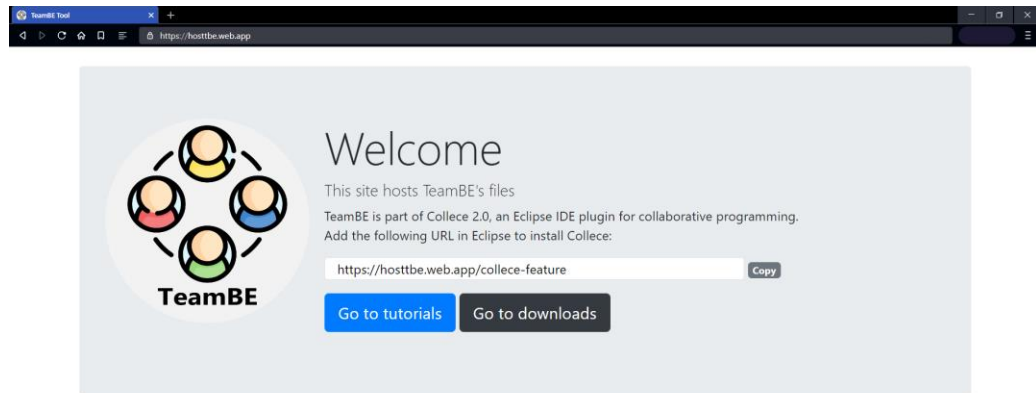 TeamBE Tool
https://hosttbe.web.app
Welcome
This site hosts TeamBE's files
TeamBE is part of Collece 2.0, an Eclipse IDE plugin for collaborative programming.
Add the following URL in Eclipse to install Collece:
https://hosttbe.web.app/collece-feature
Copy
TeamBE
Go to tutorials
Go to downloads